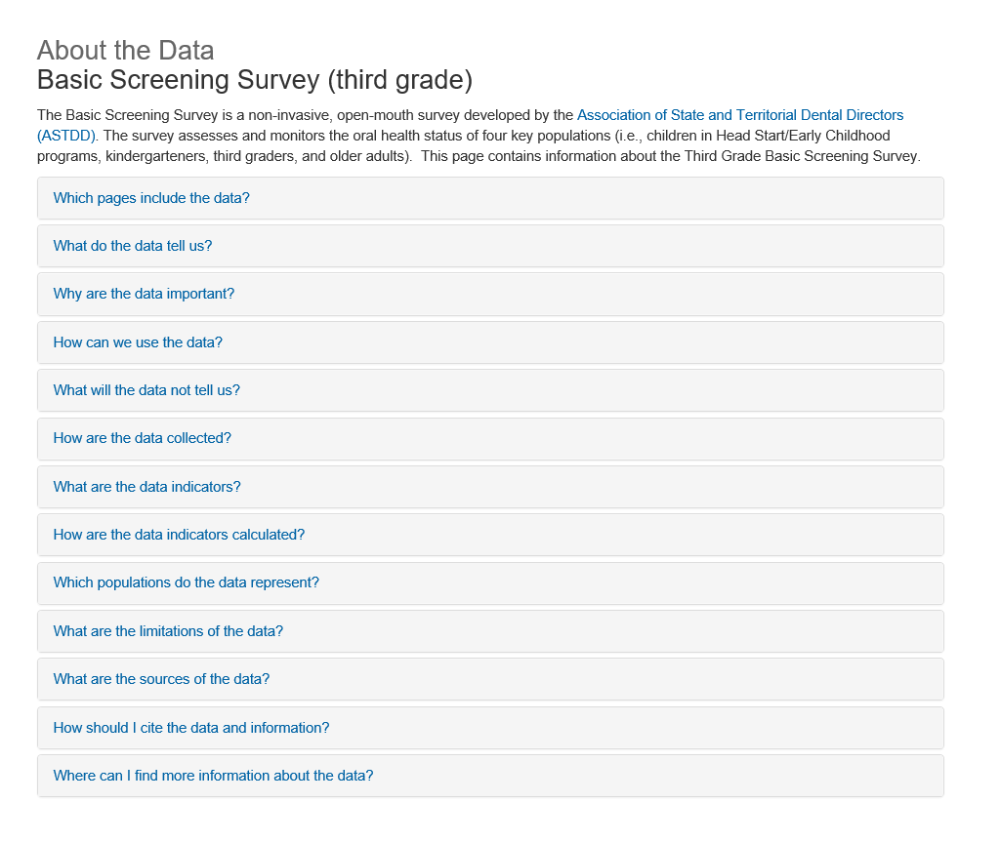 About the Data
Basic Screening Survey (third grade)
The Basic Screening Survey is a non-invasive, open-mouth survey developed by the Association of State and Territorial Dental Directors
(ASTDD). The survey assesses and monitors the oral health status of four key populations (i.e., children in Head Start/Early Childhood
programs, kindergarteners, third graders, and older adults).  This page contains information about the Third Grade Basic Screening Survey.
Which pages include the data?
What do the data tell us?
Why are the data important?
How can we use the data?
What will the data not tell us?
How are the data collected?
What are the data indicators?
How are the data indicators calculated?
Which populations do the data represent?
What are the limitations of the data?
What are the sources of the data?
How should I cite the data and information?
Where can I find more information about the data?